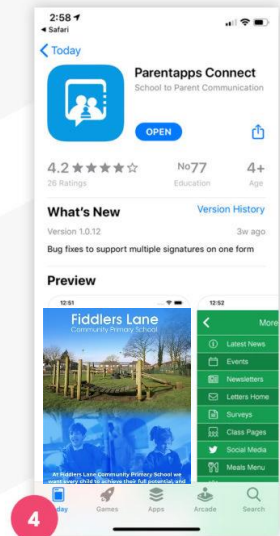 2:58
Safari
Today
Parentapps Connect
School to Parent Communication
OPEN
4.2
No77
4+
26 Ratings
Education
Age
What's New
Version History
Version 1.0.12
3w ago
Bug fixes to support multiple signatures on one form
Preview
12:51
12:52
Fiddlers Lane
Community Primary School
At Fiddlers Lane Community Primary School we
want every child to achieve their full potential, and
More
Latest News
Events
Newsletters
Letters Home
Surveys
Class Pages
Social Media
Meals Menu
Today
Games
Apps
Arcade
Search
4